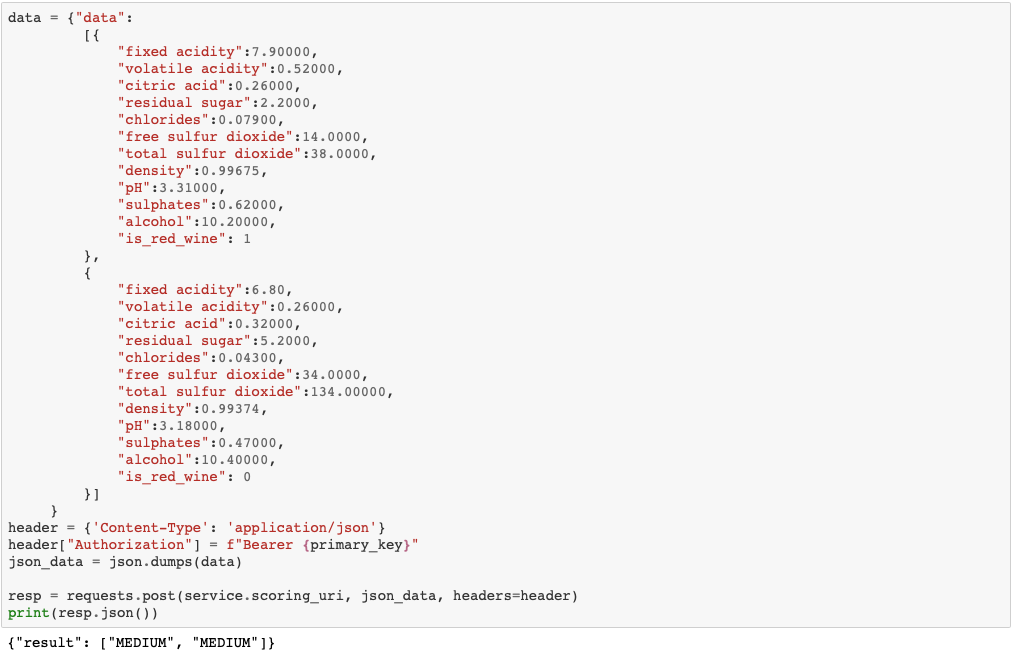 data = {"data":
         [{
             "fixed acidity":7.90000,
             "volatile acidity":0.52000,
             "citric acid":0.26000,
             "residual sugar":2.2000,
             "chlorides":0.07900,
             "free sulfur dioxide":14.0000,
             "total sulfur dioxide":38.0000,
             "density":0.99675,
             "pH":3.31000,
             "sulphates":0.62000,
             "alcohol":10.20000,
             "is_red_wine": 1
         },
         {
             "fixed acidity":6.80,
             "volatile acidity":0.26000,
             "citric acid":0.32000,
             "residual sugar":5.2000,
             "chlorides":0.04300,
             "free sulfur dioxide":34.0000,
             "total sulfur dioxide":134.00000,
             "density":0.99374,
             "pH":3.18000,
             "sulphates":0.47000,
             "alcohol":10.40000,
             "is_red_wine": 0
         }]
     }
header = {'Content-Type': 'application/json'}
header["Authorization"] = f"Bearer {primary_key}"
json_data = json.dumps(data)

resp = requests.post(service.scoring_uri, json_data, headers=header)
print(resp.json())
{"result": ["MEDIUM", "MEDIUM"]}